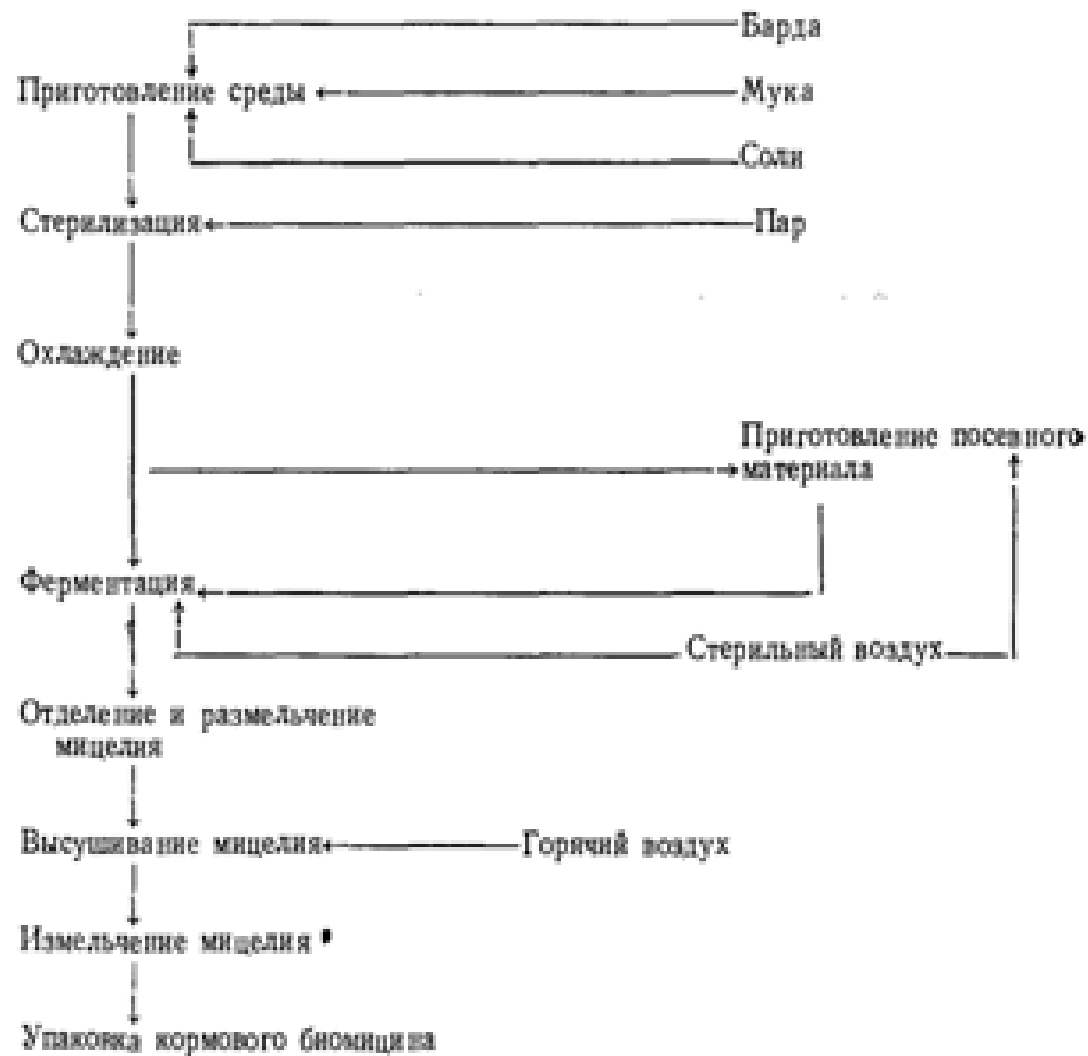 Барда
Приготовление среды
Мука
Соли
Стерилизация
Пар
Охлаждение
Приготовление посевного
материала
Ферментация
Стерильный воздух
Отделение и размельчение
мицелия
Высушивание мицелия
Горячий воздух
Измельчение мицелия
Упаковка кормового биомицина